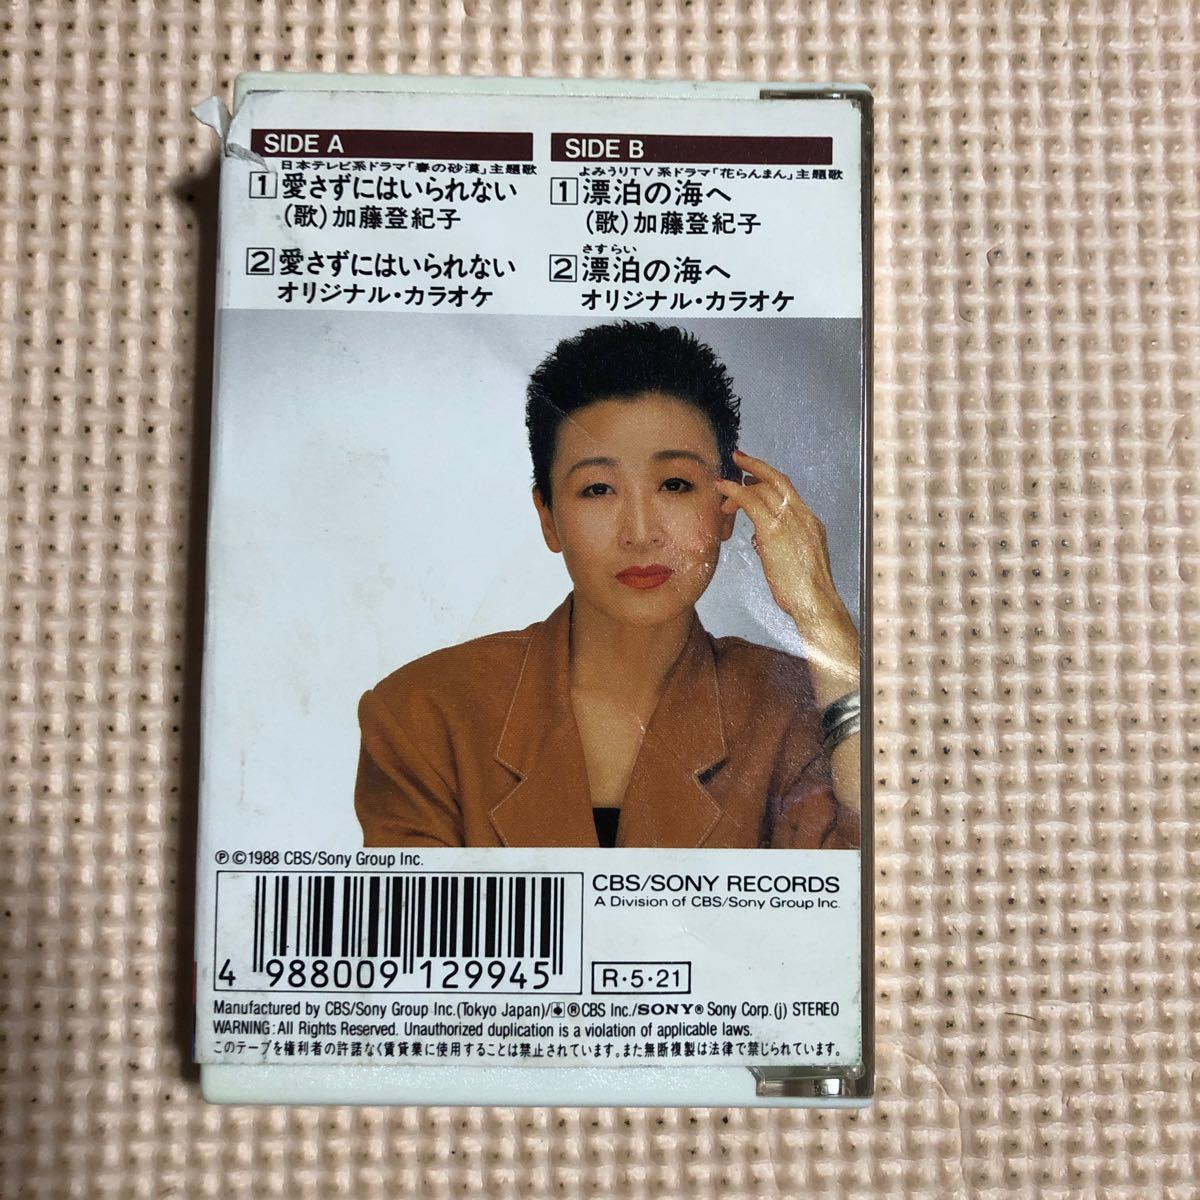 SIDE A
日本テレビ系ドラマ「春の砂漠」主題歌
1 愛さずにはいられない
(歌)加藤登紀子
2 愛さずにはいられない
オリジナル・カラオケ
SIDE B
よみうりTV系ドラマ「花らんまん」主題歌
1 漂泊の海へ
(歌)加藤登紀子
さすらい
2 漂泊の海へ
オリジナル・カラオケ
Ⓟ©1988 CBS/Sony Group Inc.
4 988009 129945
CBS/SONY RECORDS
A Division of CBS/Sony Group Inc.
R・5・21
Manufactured by CBS/Sony Group Inc.(Tokyo Japan)/®CBS Inc./SONY® Sony Corp.(j) STEREO
WARNING: All Rights Reserved. Unauthorized duplication is a violation of applicable laws.
このテープを権利者の許諾なく賃貸業に使用することは禁止されています。また無断複製は法律で禁じられています。